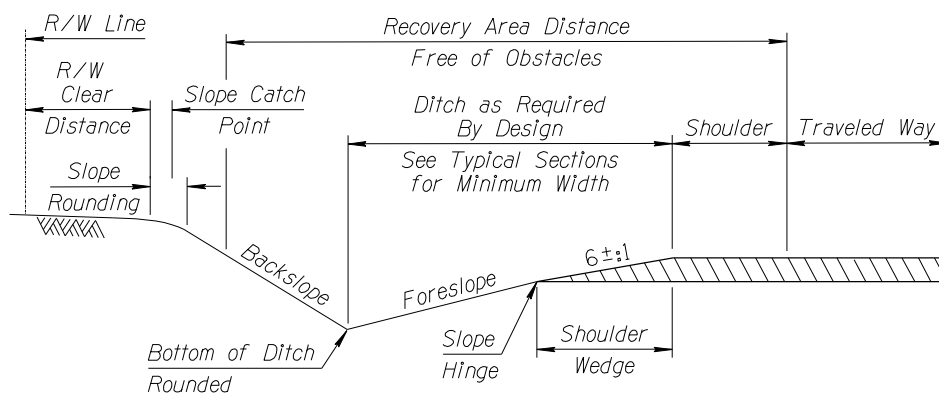 R/W Line
Recovery Area Distance
Free of Obstacles
R/W
Clear
Distance
Slope Catch
Point
Ditch as Required
By Design
See Typical Sections
for Minimum Width
Shoulder
Traveled Way
Slope
Rounding
Backslope
Foreslope
6±:1
Bottom of Ditch
Rounded
Slope
Hinge
Shoulder
Wedge